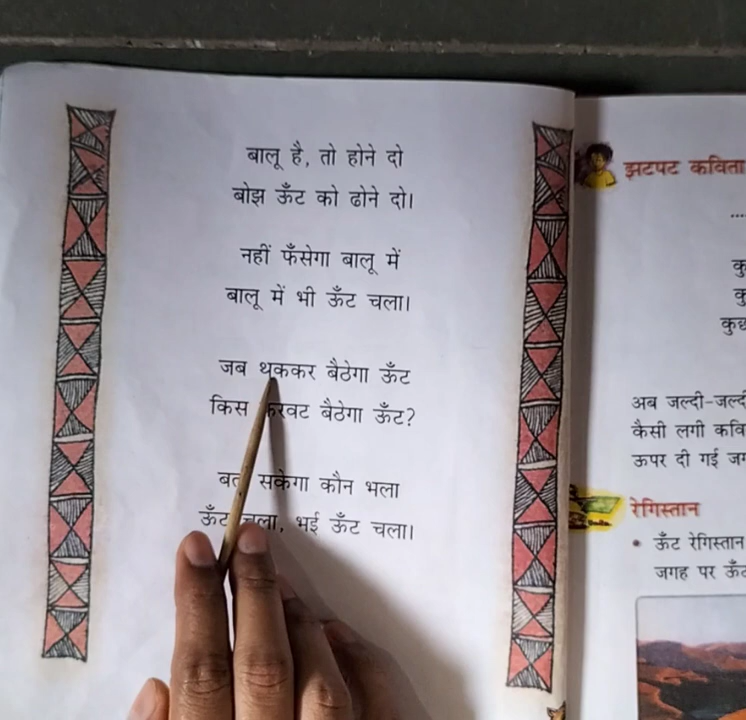 बालू है, तो होने दो
बोझ ऊँट को ढोने दो।
नहीं फँसेगा बालू में
बालू में भी ऊँट चला।
जब थककर बैठेगा ऊँट
किस करवट बैठेगा ऊँट?
सकेगा कौन भला
ऊँट चला, भई ऊँट चला।
झटपट कविता
अब जल्दी-जल्दी
कैसी लगी
ऊपर दी गई
रेगिस्तान
• ऊँट रेगिस्तान
जगह पर